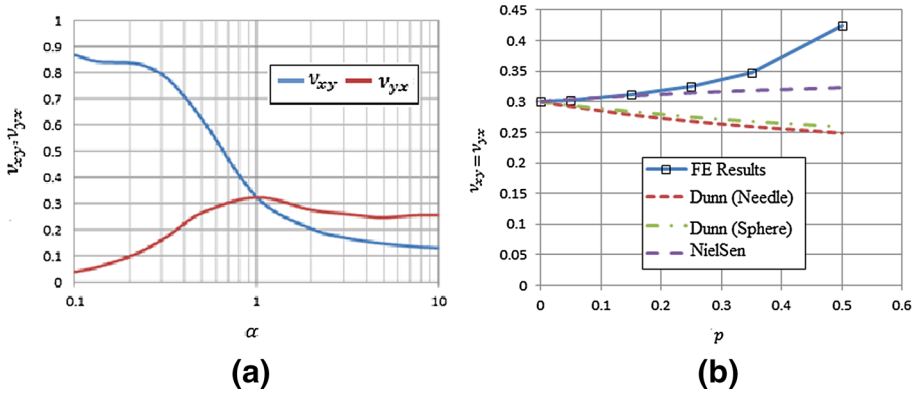 1
0.9
0.8
0.7
0.6
0.5
0.4
0.3
0.2
0.1
0
νxy, νyx
νxy νyx
0.1 1 10
α
(a)
0.45
0.4
0.35
0.3
0.25
0.2
0.15
0.1
0.05
0
νxy = νyx
FE Results
Dunn (Needle)
Dunn (Sphere)
NielSen
0 0.1 0.2 0.3 0.4 0.5 0.6
p
(b)